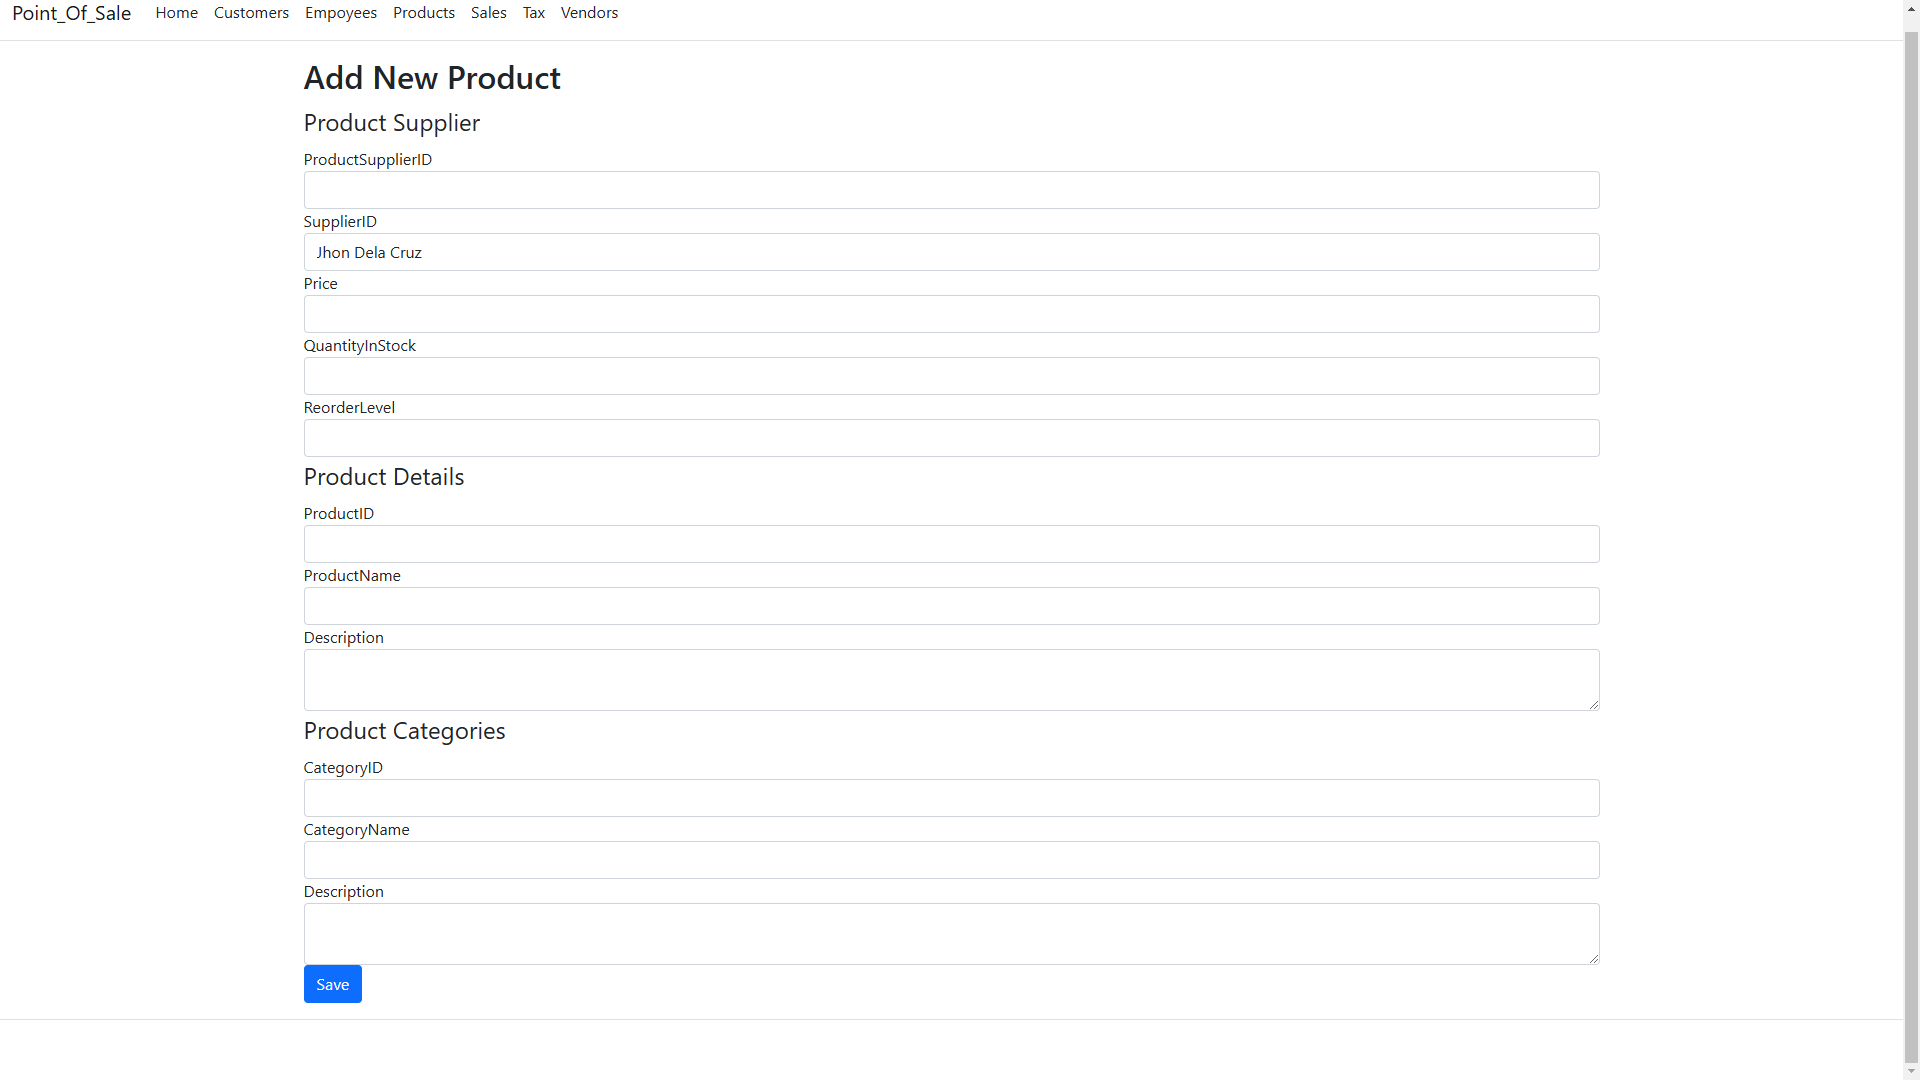 Point_Of_Sale Home Customers Empoyees Products Sales Tax Vendors
Add New Product
Product Supplier
ProductSupplierID
SupplierID
Jhon Dela Cruz
Price
QuantityInStock
ReorderLevel
Product Details
ProductID
ProductName
Description
Product Categories
CategoryID
CategoryName
Description
Save